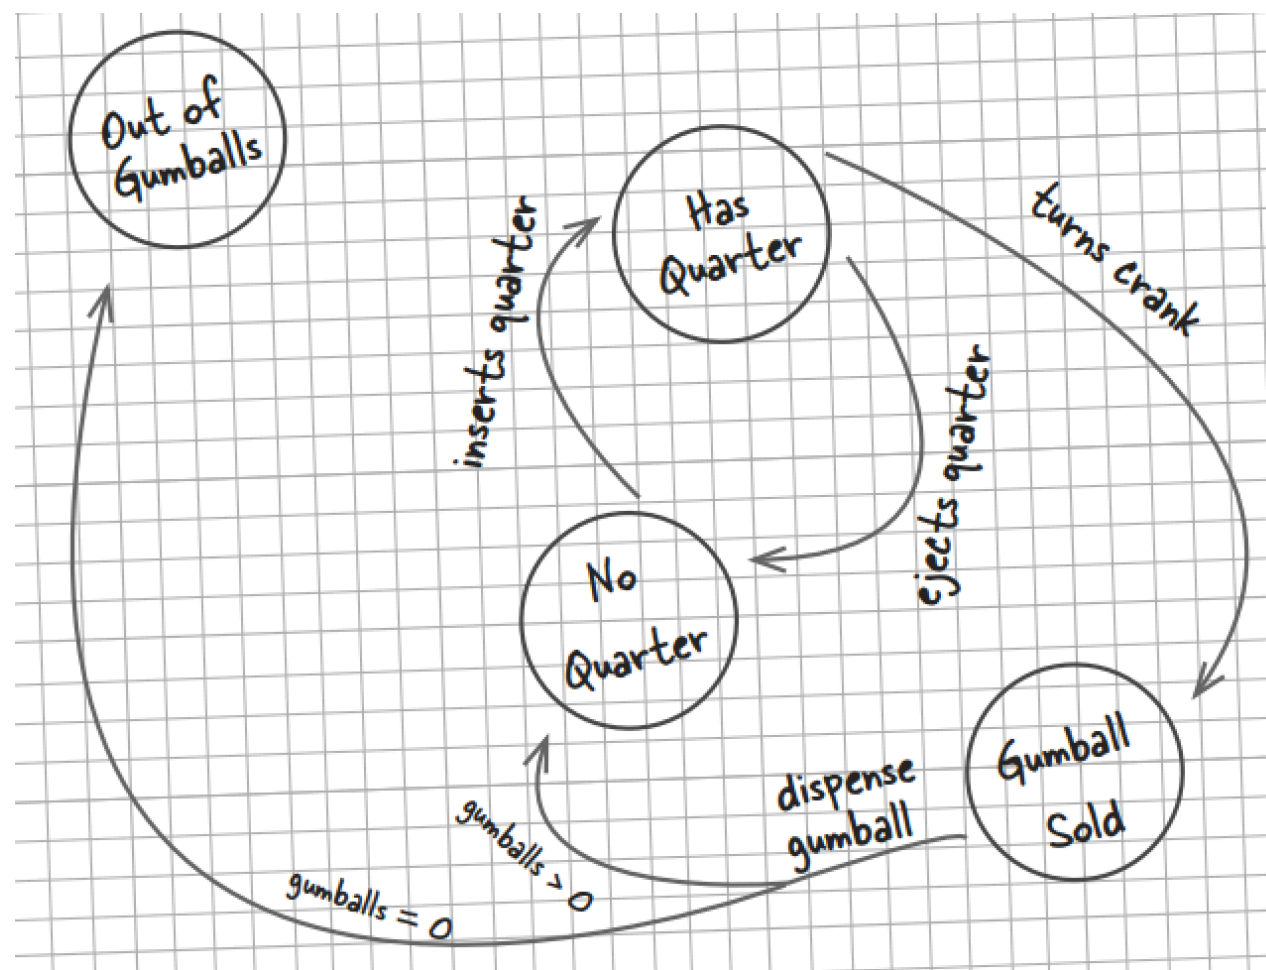 Out of
Gumballs
Has
Quarter
turns crank
inserts quarter
ejects quarter
No
Quarter
Gumball
Sold
dispense
gumball
gumballs > 0
gumballs = 0